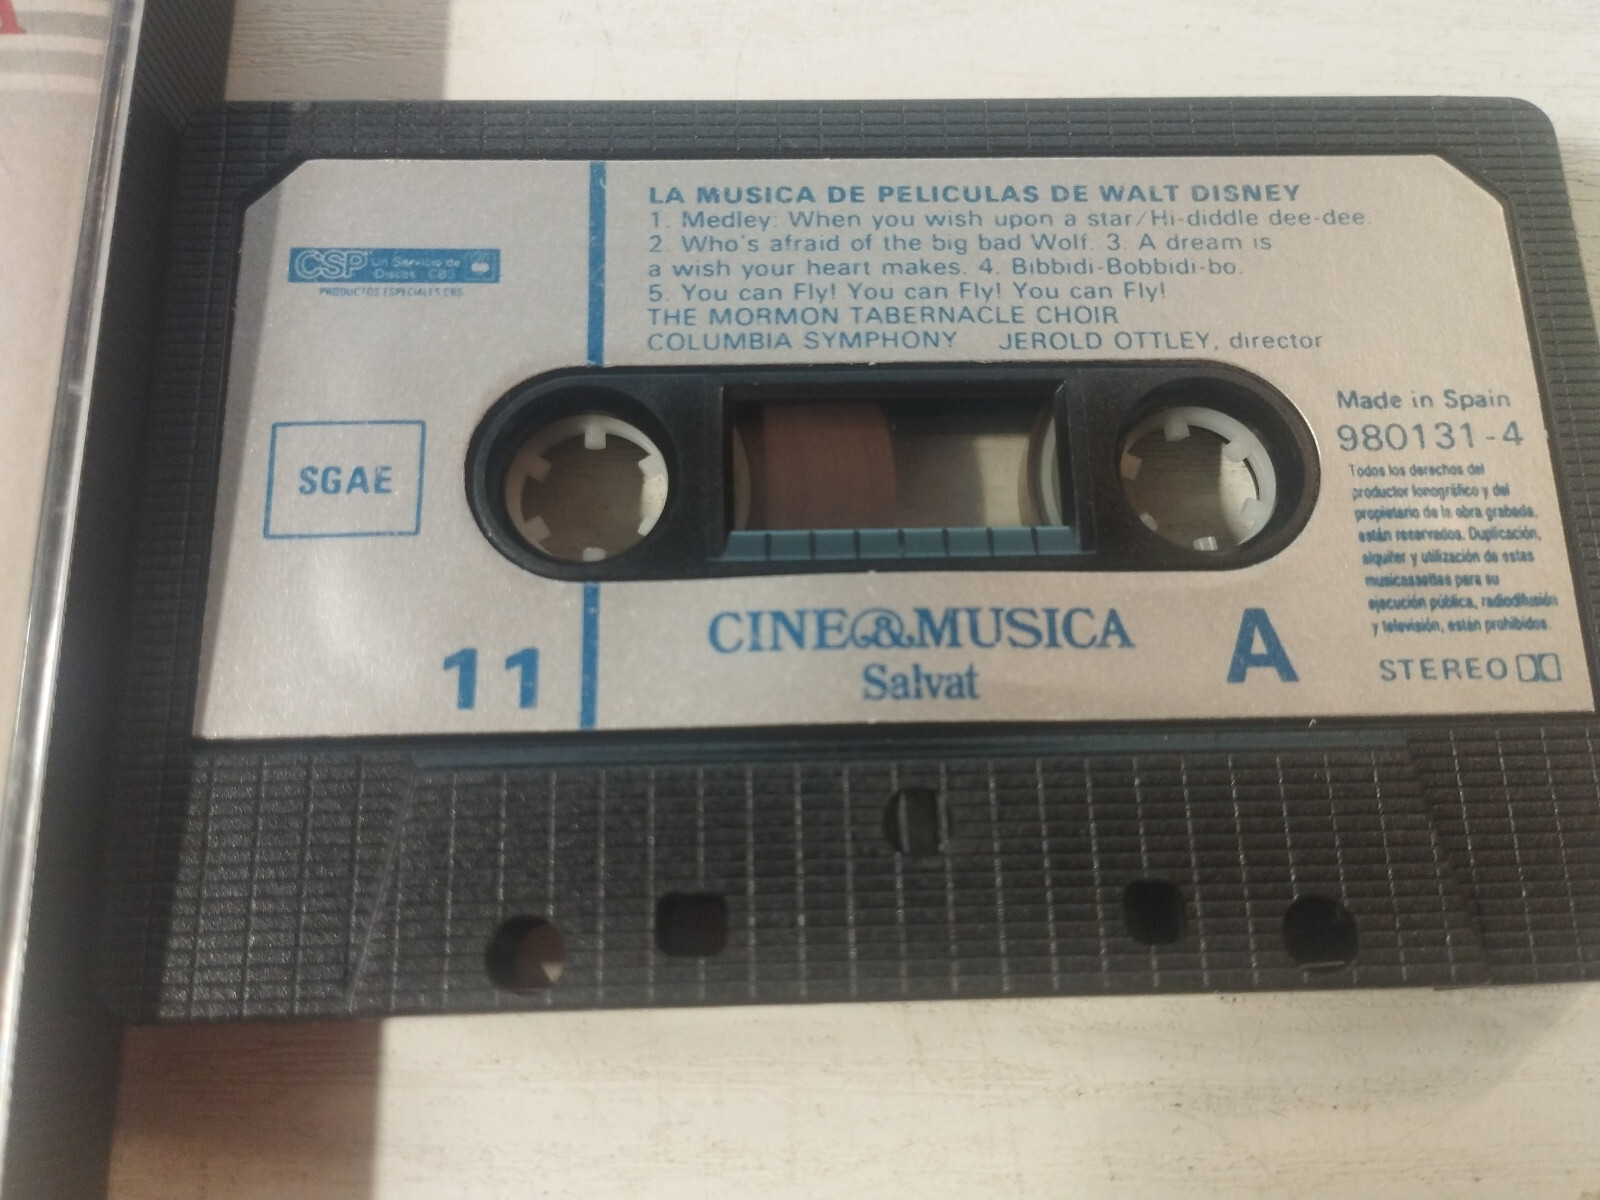 LA MUSICA DE PELICULAS DE WALT DISNEY
1. Medley: When you wish upon a star/Hi-diddle dee-dee.
2. Who's afraid of the big bad Wolf. 3. A dream is
a wish your heart makes. 4. Bibbidi-Bobbidi-bo.
5. You can Fly! You can Fly! You can Fly!
THE MORMON TABERNACLE CHOIR
COLUMBIA SYMPHONY JEROLD OTTLEY, director
CSP Un Servicio de
Discos CBS
PRODUCTOS ESPECIALES CBS
SGAE
Made in Spain
980131-4
Todos los derechos del
productor fonográfico y del
propietario de la obra grabada,
están reservados. Duplicación,
alquiler y utilización de estas
musicassettes para su
ejecución pública, radiodifusión
y televisión, están prohibidos.
STEREO
11
CINE&MUSICA
Salvat
A